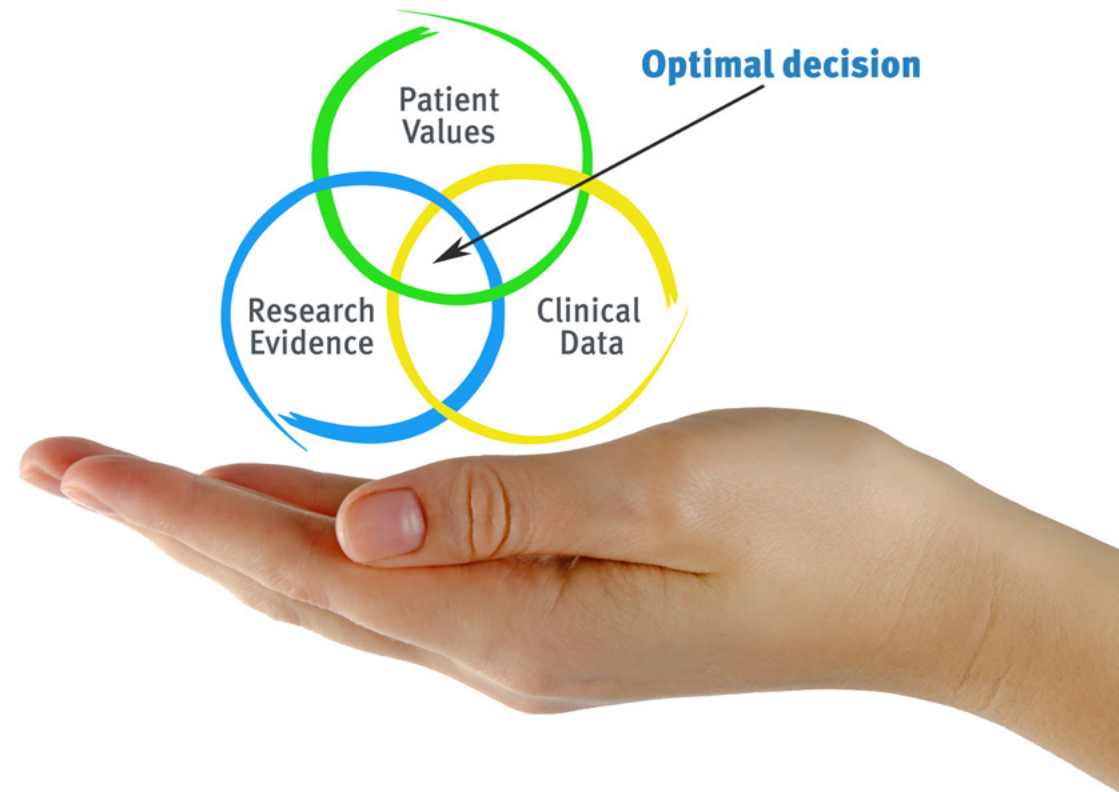 Optimal decision
Patient
Values
Research
Evidence
Clinical
Data